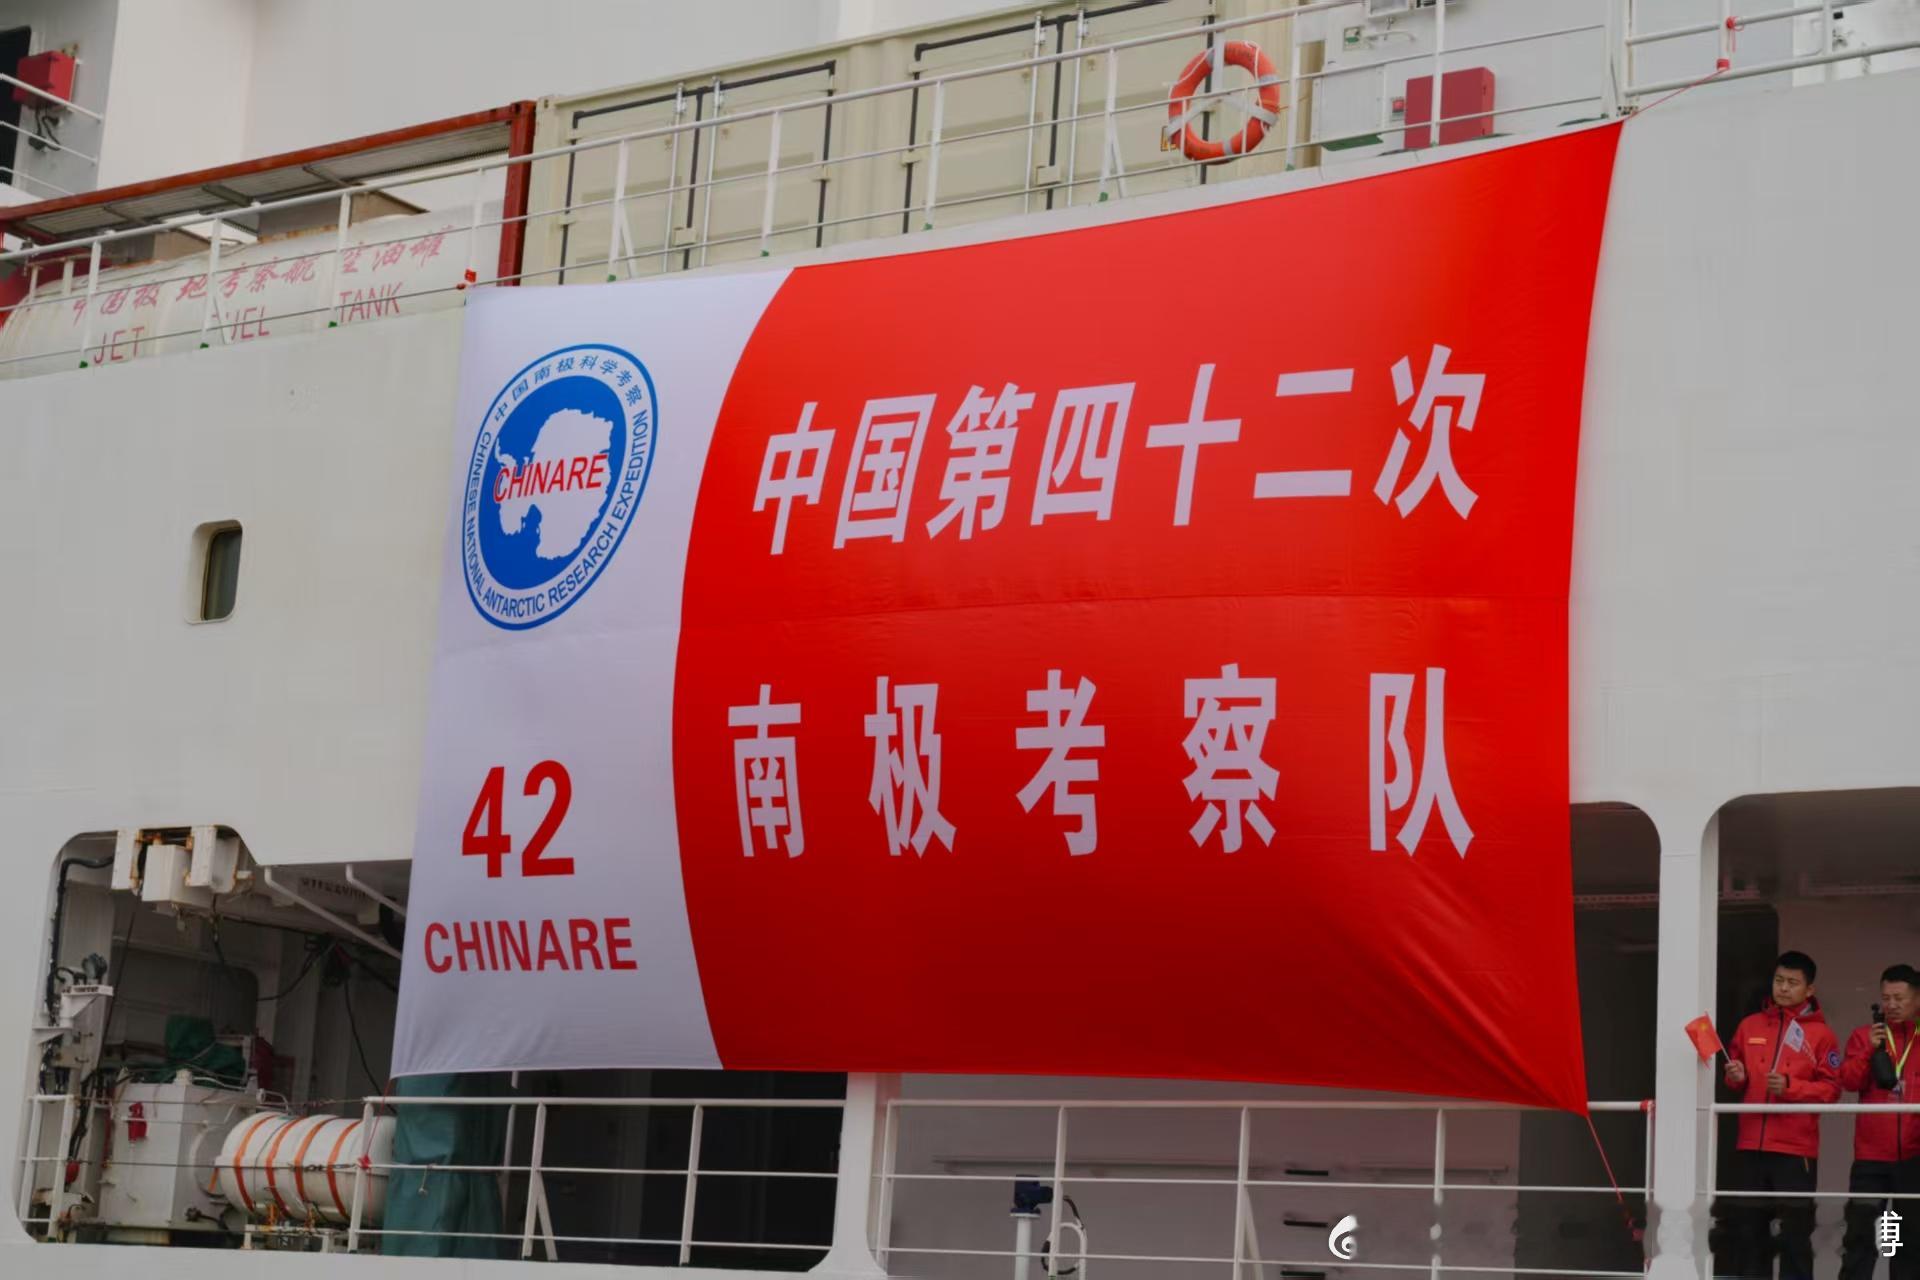 中国极地考察航空油罐
JET FUEL TANK
中国南极科学考察
CHINARE
CHINESE NATIONAL ANTARCTIC RESEARCH EXPEDITION
中国第四十二次
南极考察队
42
CHINARE